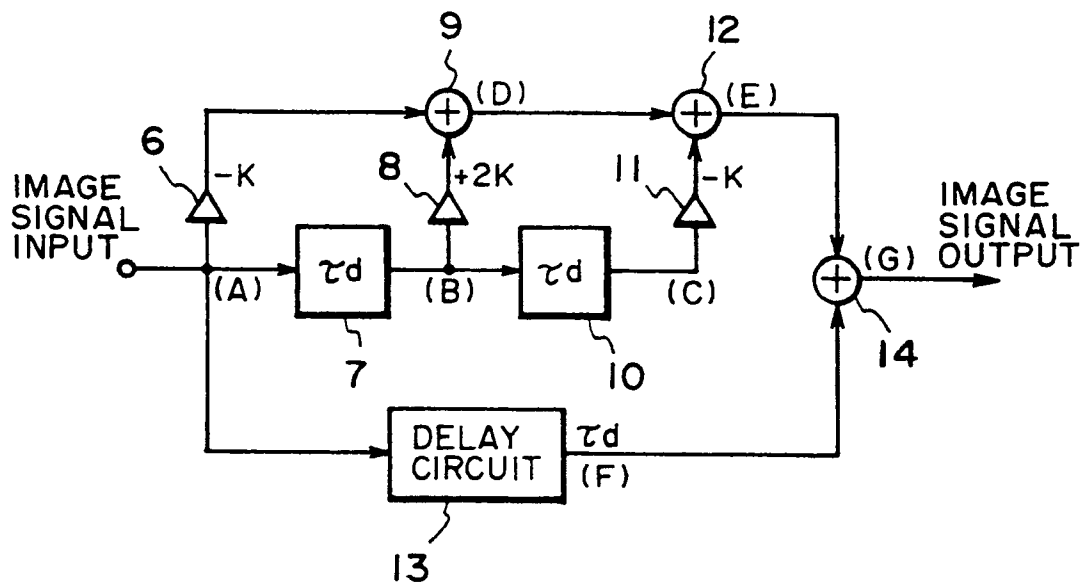 9
12
(D)
(E)
6
-K
8
+2K
11
-K
IMAGE
SIGNAL
INPUT
IMAGE
SIGNAL
OUTPUT
(A)
τd
(B)
τd
(C)
(G)
7
10
14
DELAY
CIRCUIT
τd
(F)
13